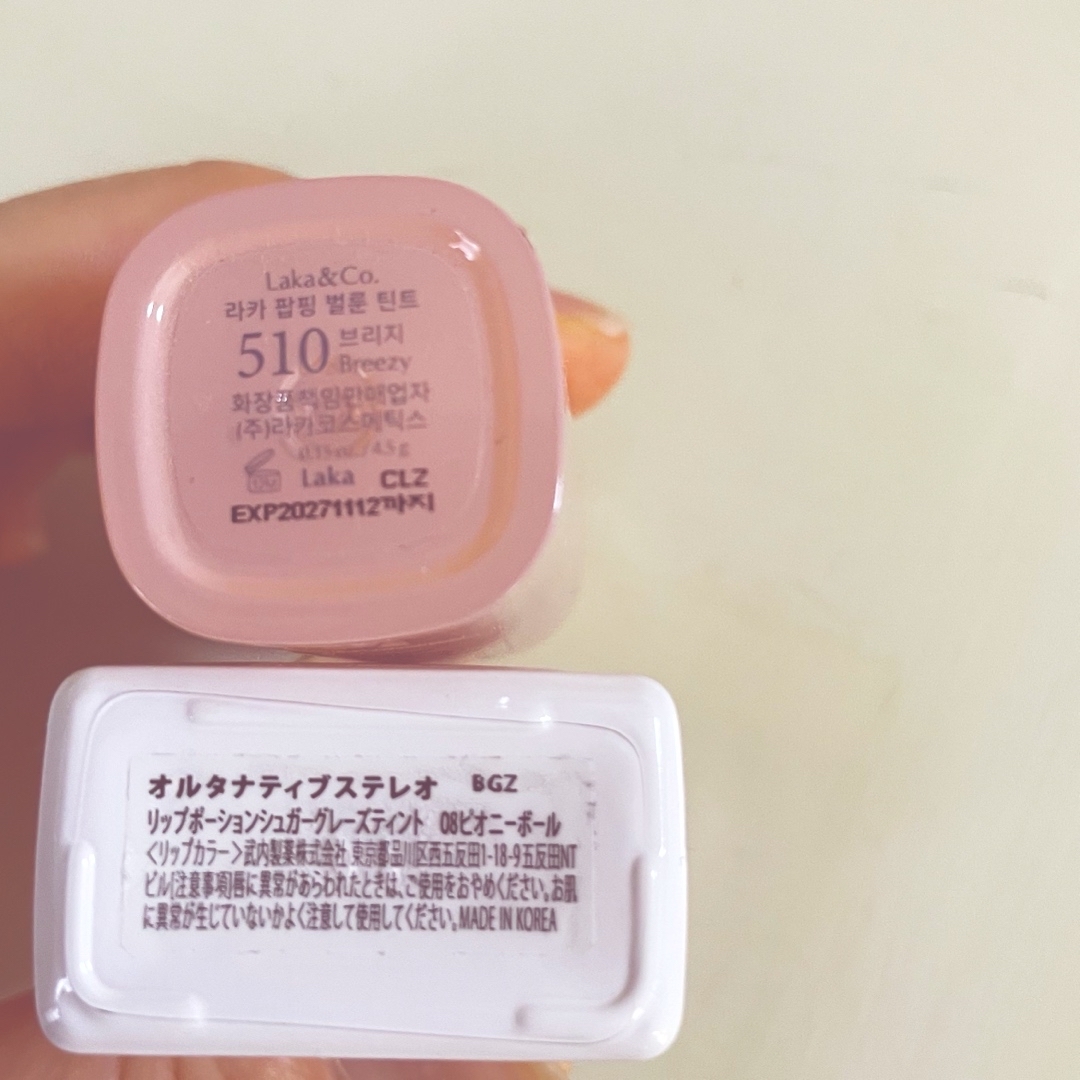 Laka&Co.
라카 팝핑 벌룬 틴트
510 브리지
Breezy
화장품책임판매업자
(주)라카코스메틱스
0.15 oz. / 4.5 g
Laka CLZ
EXP20271112까지
オルタナティブステレオ BGZ
リップポーションシュガーグレーズティント 08ピオニーボール
<リップカラー>武内製薬株式会社 東京都品川区西五反田1-18-9五反田NT
ビル[注意事項]唇に異常があらわれたときは、ご使用をおやめください。お肌
に異常が生じていないかよく注意して使用してください。MADE IN KOREA